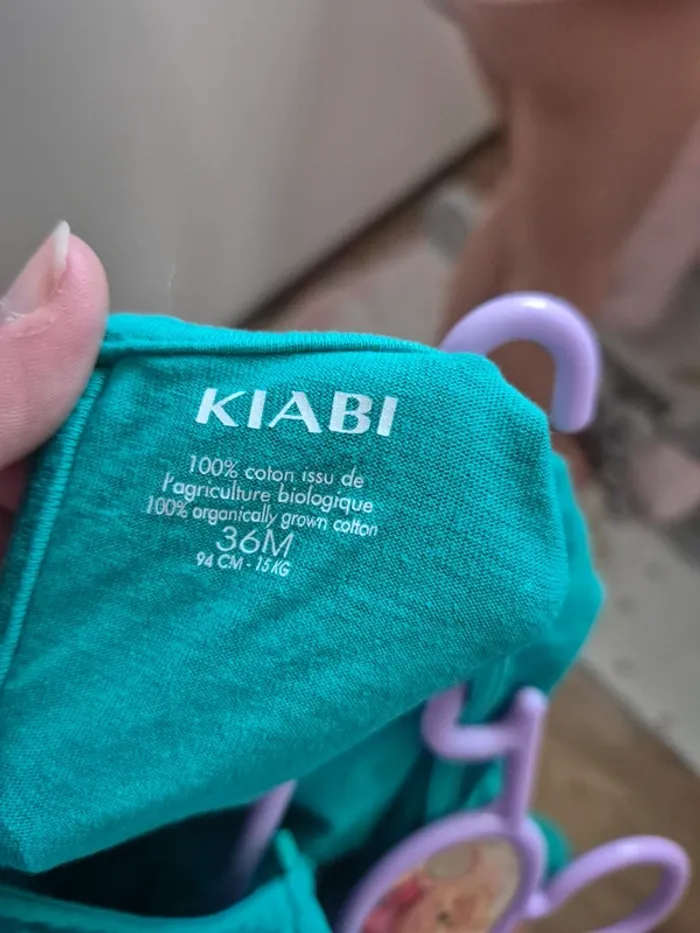 KIABI
100% coton issu de
l'agriculture biologique
100% organically grown cotton
36M
94 CM - 15 KG